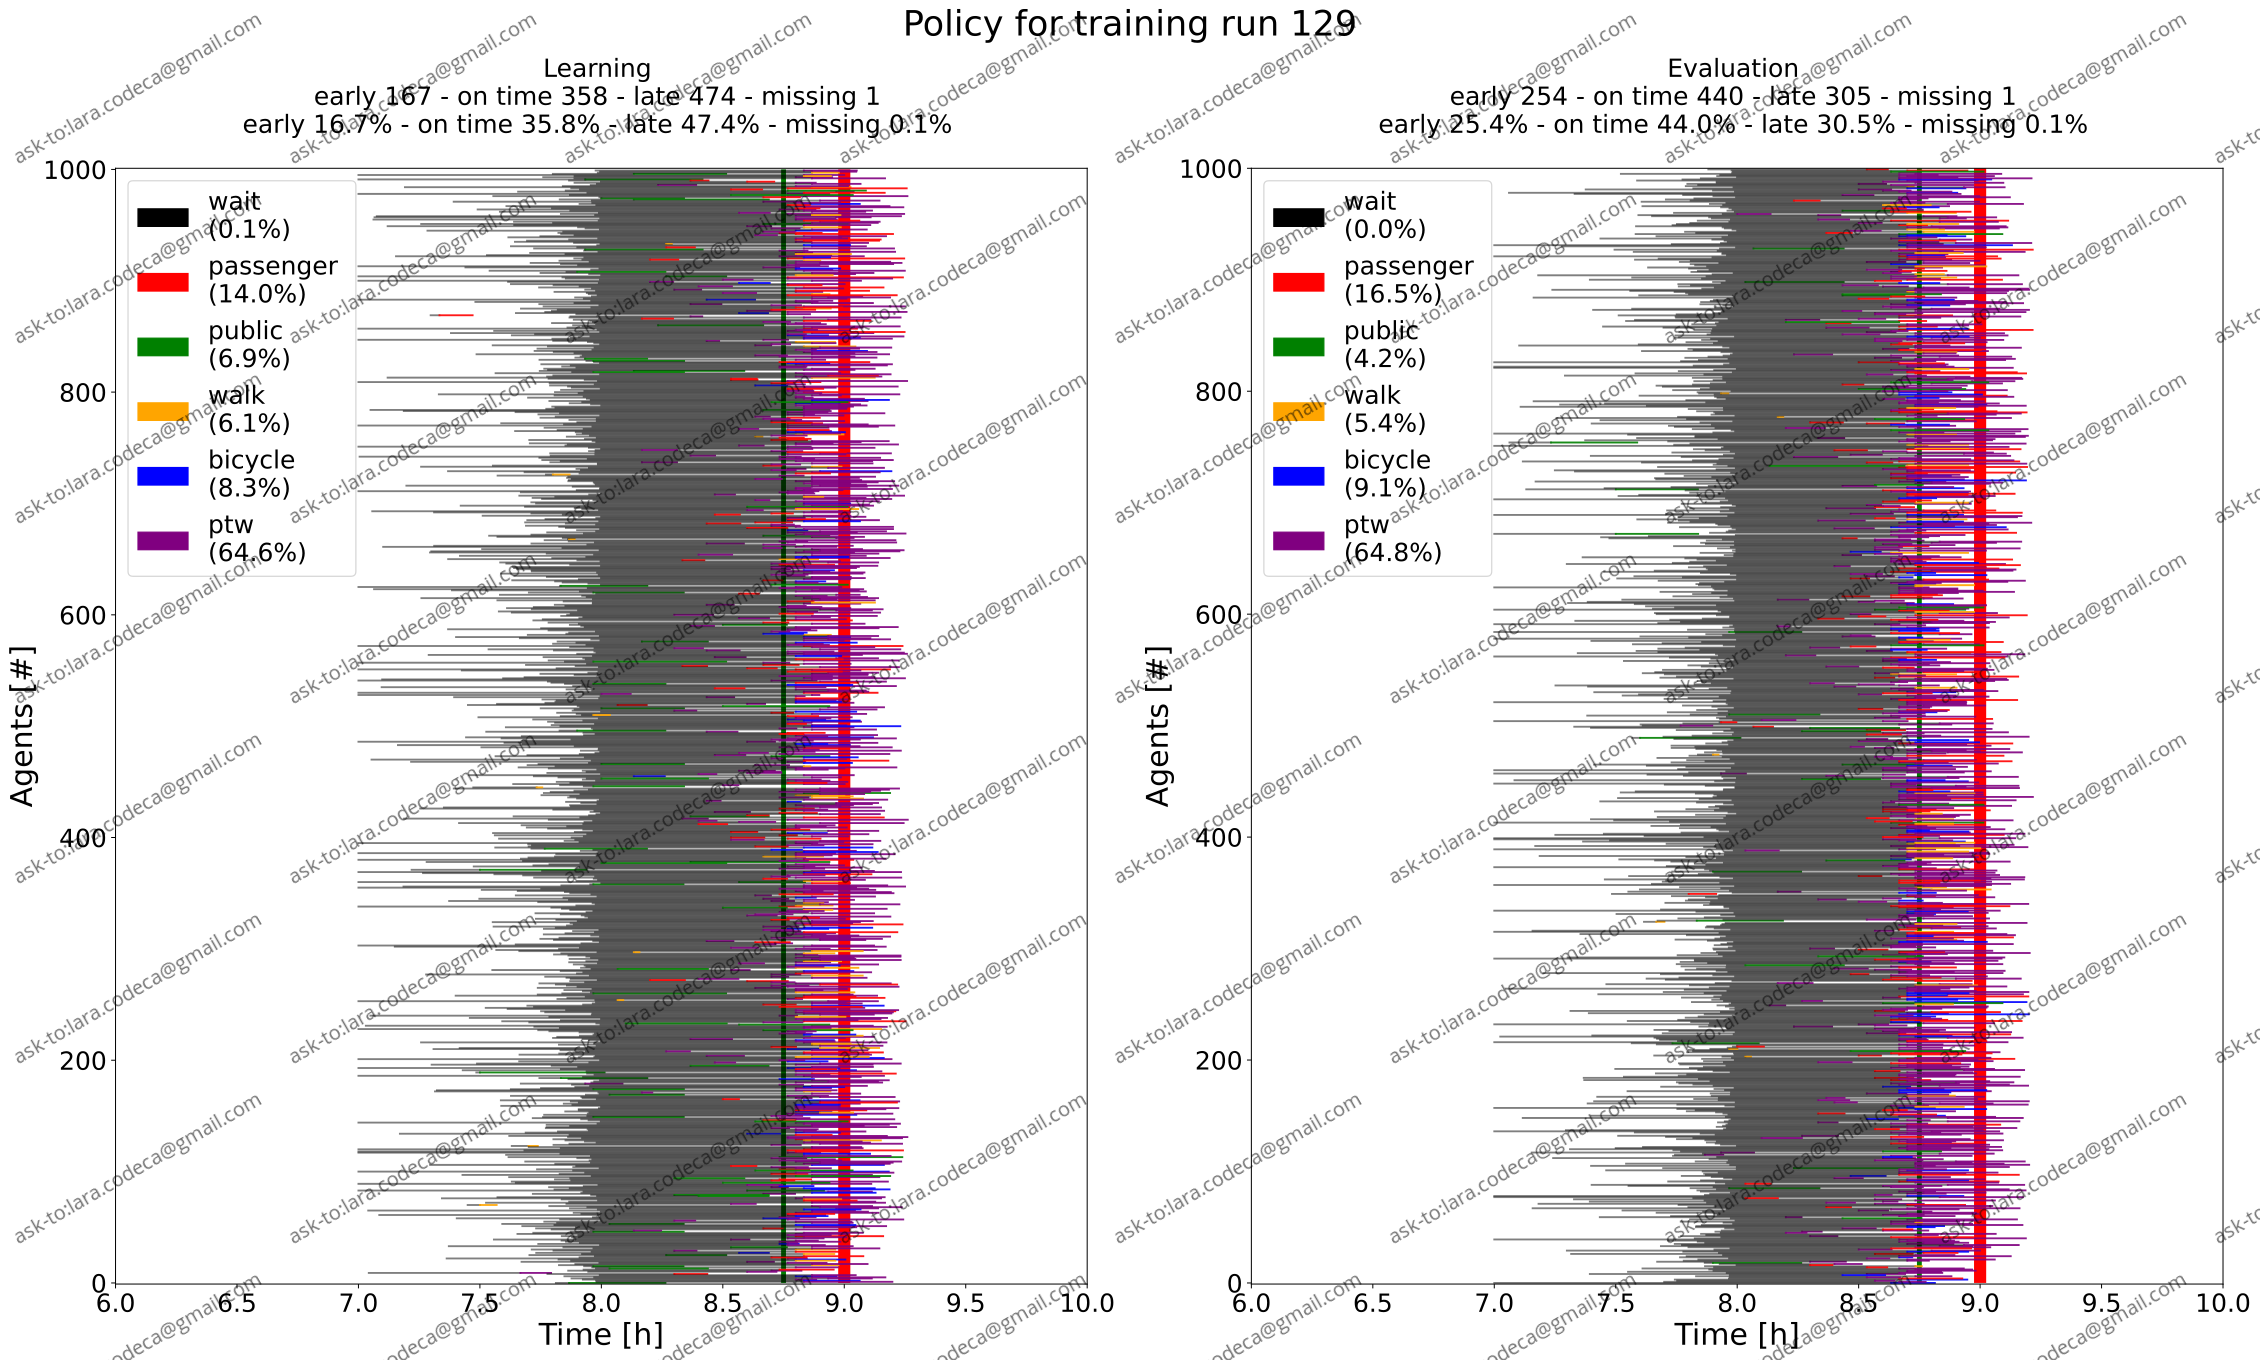 Policy for training run 129
Learning
early 167 - on time 358 - late 474 - missing 1
early 16.7% - on time 35.8% - late 47.4% - missing 0.1%
1000
800
600
400
200
0
Agents [#]
wait
(0.1%)
passenger
(14.0%)
public
(6.9%)
walk
(6.1%)
bicycle
(8.3%)
ptw
(64.6%)
6.0 6.5 7.0 7.5 8.0 8.5 9.0 9.5 10.0
Time [h]
Evaluation
early 254 - on time 440 - late 305 - missing 1
early 25.4% - on time 44.0% - late 30.5% - missing 0.1%
1000
800
600
400
200
0
Agents [#]
wait
(0.0%)
passenger
(16.5%)
public
(4.2%)
walk
(5.4%)
bicycle
(9.1%)
ptw
(64.8%)
6.0 6.5 7.0 7.5 8.0 8.5 9.0 9.5 10.0
Time [h]
ask-to:lara.codeca@gmail.com